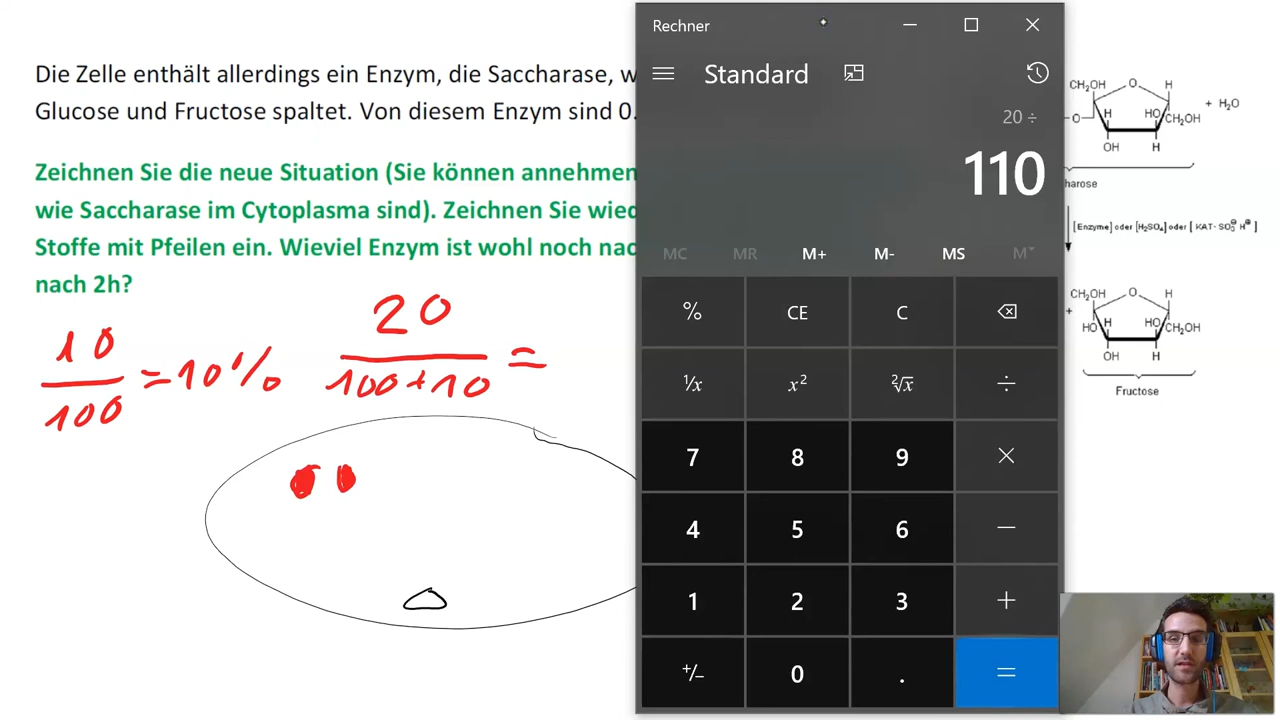 Die Zelle enthält allerdings ein Enzym, die Saccharase, w
Glucose und Fructose spaltet. Von diesem Enzym sind 0.
Zeichnen Sie die neue Situation (Sie können annehmen
wie Saccharase im Cytoplasma sind). Zeichnen Sie wied
Stoffe mit Pfeilen ein. Wieviel Enzym ist wohl noch nac
nach 2h?
10
100
=10%
20
100+10
=
Rechner
Standard
20 ÷
110
MC MR M+ M- MS M˅
% CE C
¹/x x² ²√x ÷
7 8 9 ×
4 5 6 −
1 2 3 +
+/− 0 . =
CH₂OH O H
O H HO CH₂OH + H₂O
OH H
harose
[Enzyme] oder [H₂SO₄] oder [ KAT- SO₃⊖ H⊕ ]
CH₂OH O H
+ HO H HO CH₂OH
OH H
Fructose